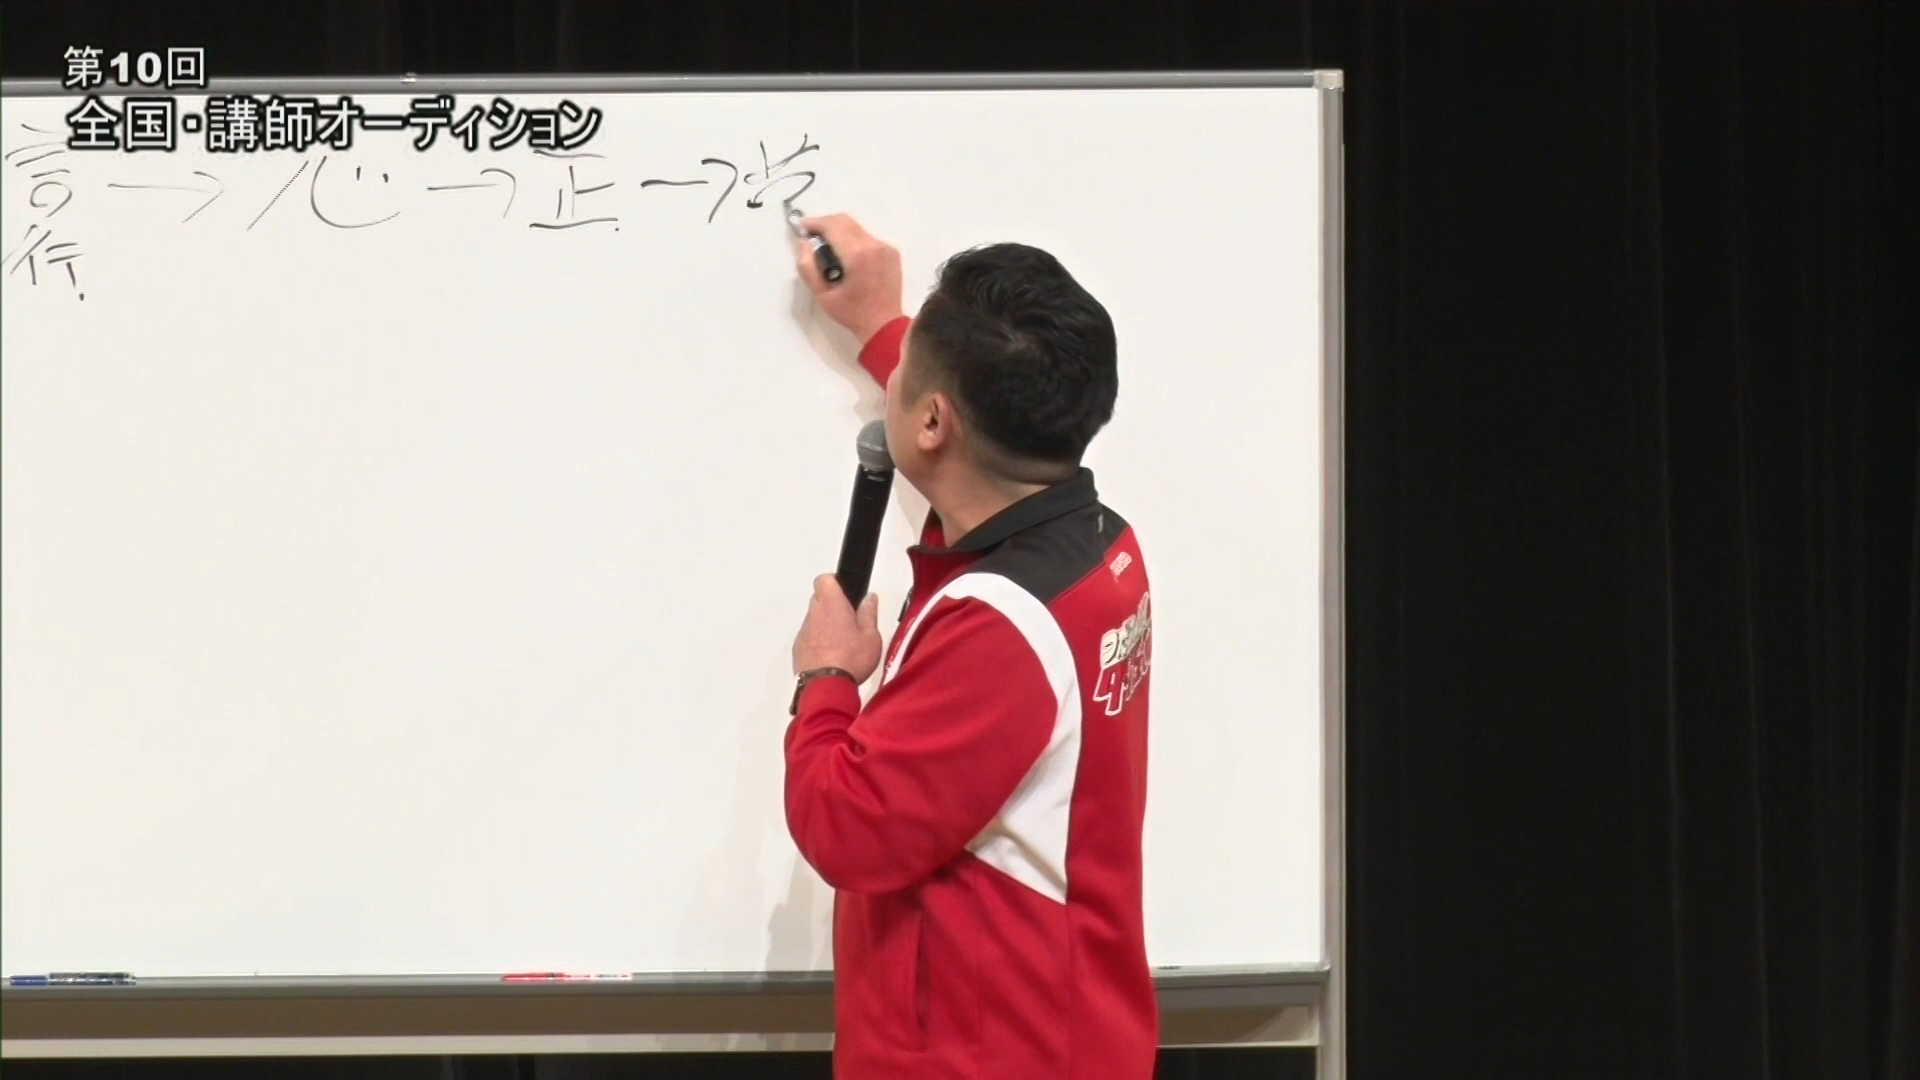 第10回
全国・講師オーディション
言→心→正→
行.